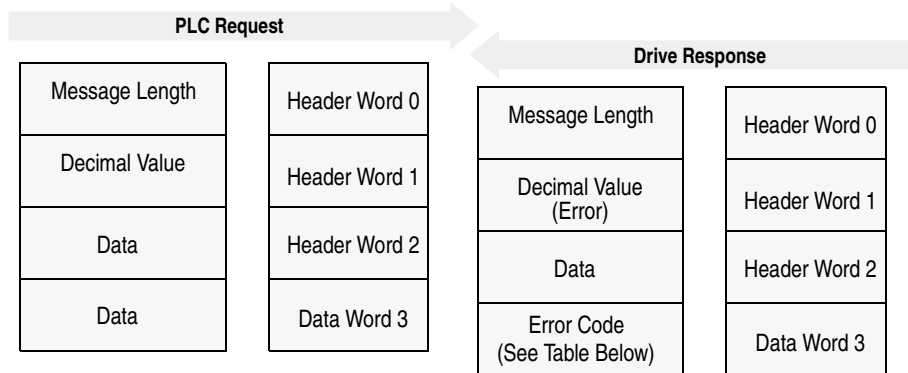 PLC Request
Drive Response
Message Length
Header Word 0
Decimal Value
Header Word 1
Data
Header Word 2
Data
Data Word 3
Message Length
Header Word 0
Decimal Value
(Error)
Header Word 1
Data
Header Word 2
Error Code
(See Table Below)
Data Word 3